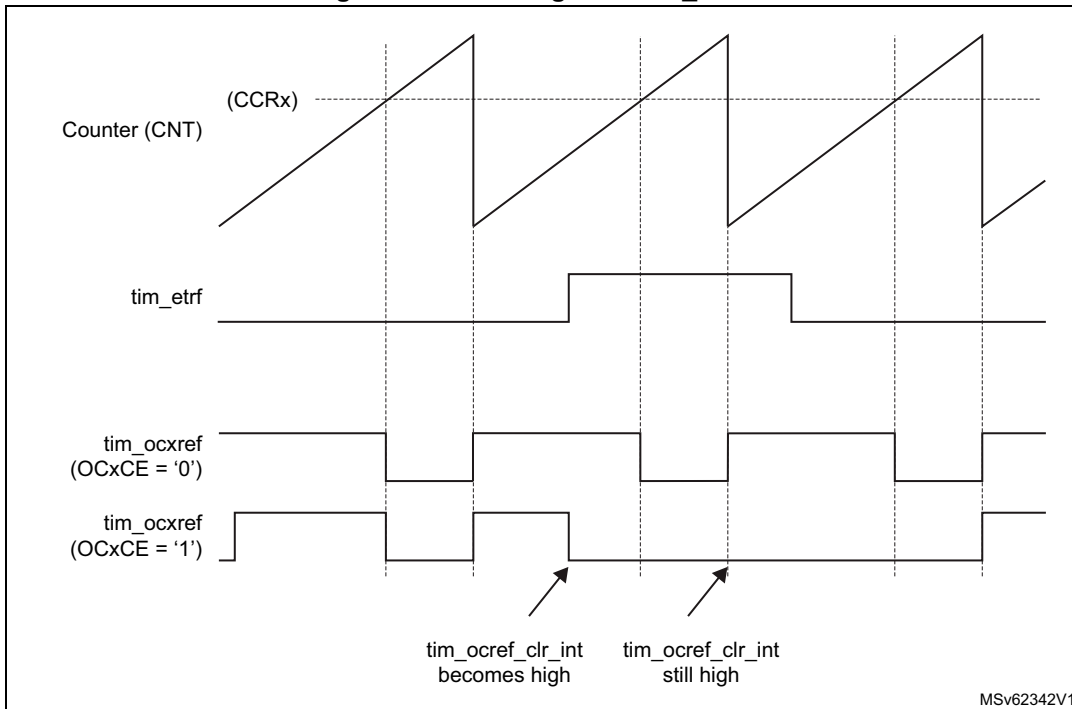 (CCRx)
Counter (CNT)
tim_etrf
tim_ocxref
(OCxCE = ‘0’)
tim_ocxref
(OCxCE = ‘1’)
tim_ocref_clr_int
becomes high
tim_ocref_clr_int
still high
MSv62342V1